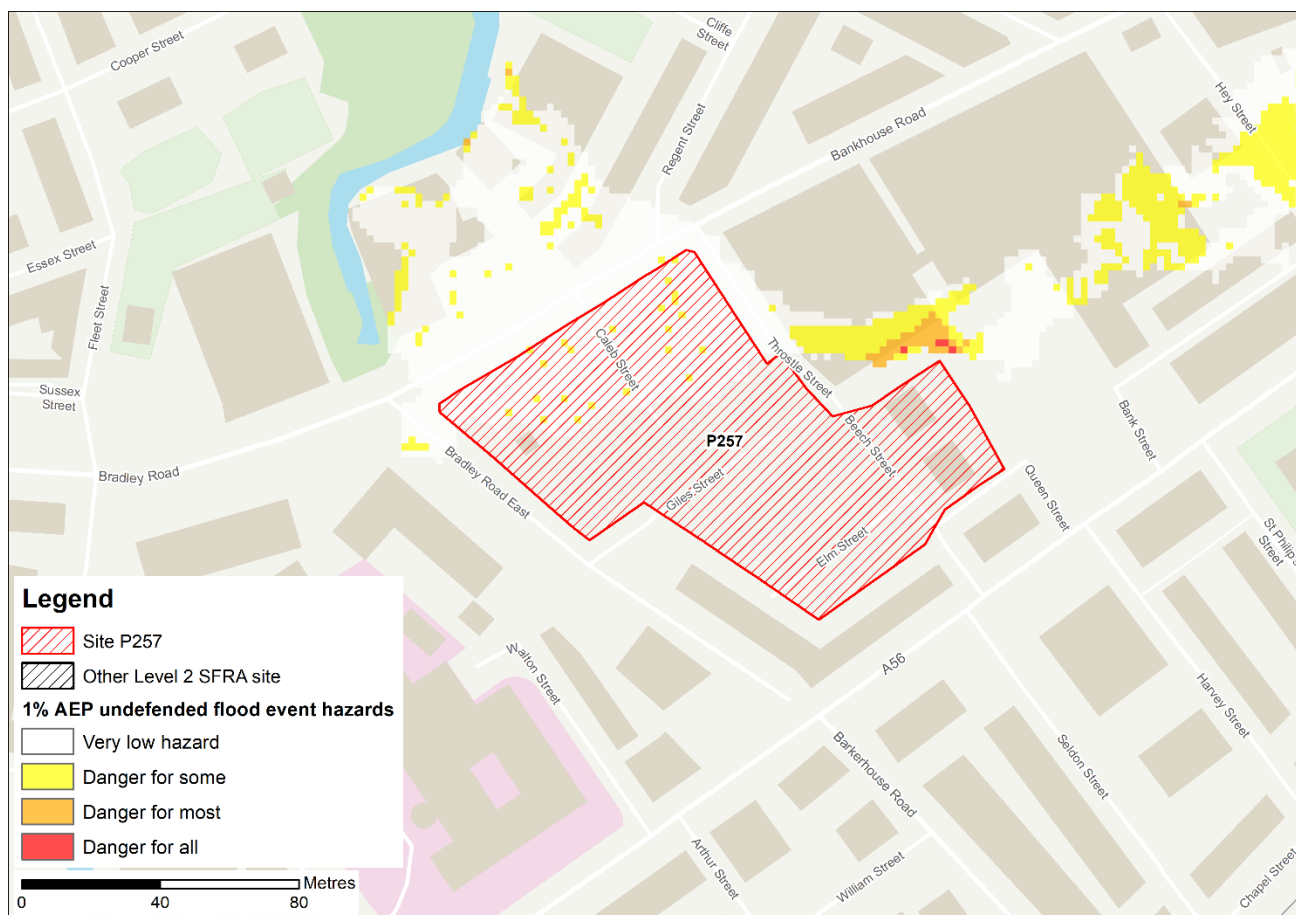 Cooper Street
Cliffe
Street
Hey Street
Regent Street
Bankhouse Road
Essex Street
Fleet Street
Caleb Street
Throstle Street
Sussex
Street
Bank Street
Beech Street
P257
Bradley Road
Bradley Road East
Giles Street
Queen Street
Elm Street
St Philip's
Street
Walton Street
A56
Harvey Street
Seldon Street
Barkerhouse Road
Arthur Street
William Street
Chapel Street
Legend
Site P257
Other Level 2 SFRA site
1% AEP undefended flood event hazards
Very low hazard
Danger for some
Danger for most
Danger for all
Metres
0 40 80